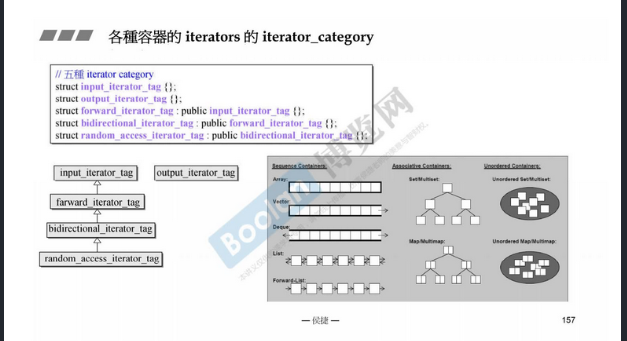 各種容器的 iterators 的 iterator_category
// 五種 iterator category
struct input_iterator_tag {};
struct output_iterator_tag {};
struct forward_iterator_tag : public input_iterator_tag {};
struct bidirectional_iterator_tag : public forward_iterator_tag {};
struct random_access_iterator_tag : public bidirectional_iterator_tag {};
input_iterator_tag
output_iterator_tag
farward_iterator_tag
bidirectional_iterator_tag
random_access_iterator_tag
Sequence Containers:
Associative Containers:
Unordered Containers:
Array:
Vector:
Deque:
List:
Forward-List:
Set/Multiset:
Map/Multimap:
Unordered Set/Multiset:
Unordered Map/Multimap:
Boolan 博览网
— 侯捷 —
157